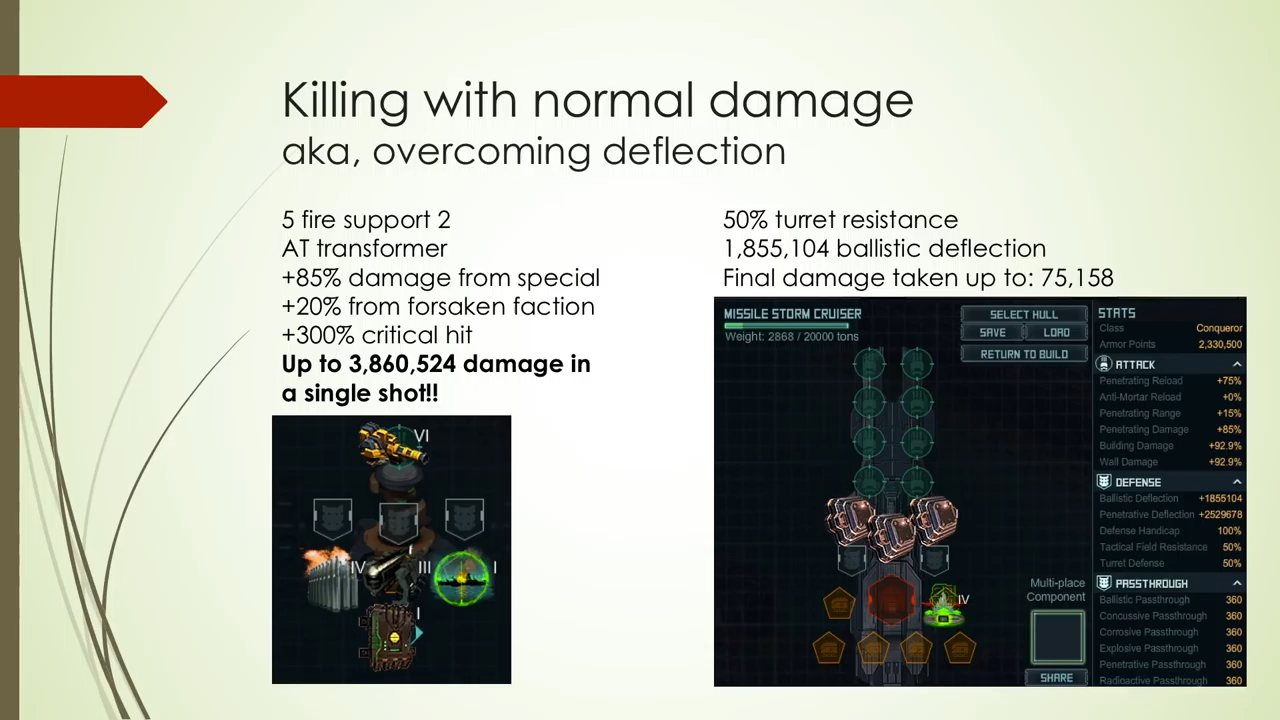 Killing with normal damage
aka, overcoming deflection
5 fire support 2
AT transformer
+85% damage from special
+20% from forsaken faction
+300% critical hit
Up to 3,860,524 damage in
a single shot!!
VI
IV
III
I
I
50% turret resistance
1,855,104 ballistic deflection
Final damage taken up to: 75,158
MISSILE STORM CRUISER
Weight: 2868 / 20000 tons
SELECT HULL
SAVE
LOAD
RETURN TO BUILD
IV
Multi-place
Component
SHARE
STATS
Class Conqueror
Armor Points 2,330,500
ATTACK
Penetrating Reload +75%
Anti-Mortar Reload +0%
Penetrating Range +15%
Penetrating Damage +85%
Building Damage +92.9%
Wall Damage +92.9%
DEFENSE
Ballistic Deflection +1855104
Penetrative Deflection +2529678
Defense Handicap 100%
Tactical Field Resistance 50%
Turret Defense 50%
PASSTHROUGH
Ballistic Passthrough 360
Concussive Passthrough 360
Corrosive Passthrough 360
Explosive Passthrough 360
Penetrative Passthrough 360
Radioactive Passthrough 360